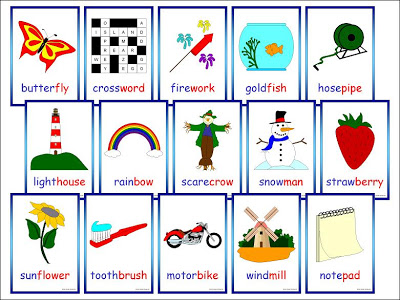 butterfly crossword firework goldfish hosepipe
lighthouse rainbow scarecrow snowman strawberry
sunflower toothbrush motorbike windmill notepad